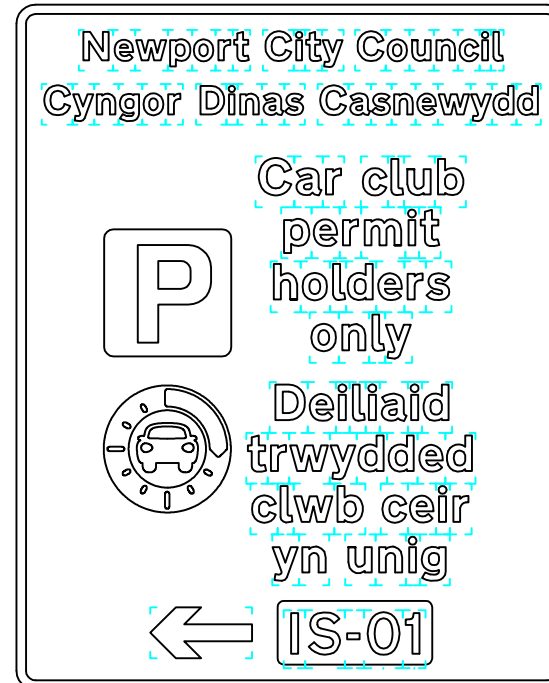 Newport City Council
Cyngor Dinas Casnewydd
Car club
permit
holders
only
P
Deiliaid
trwydded
clwb ceir
yn unig
IS-01